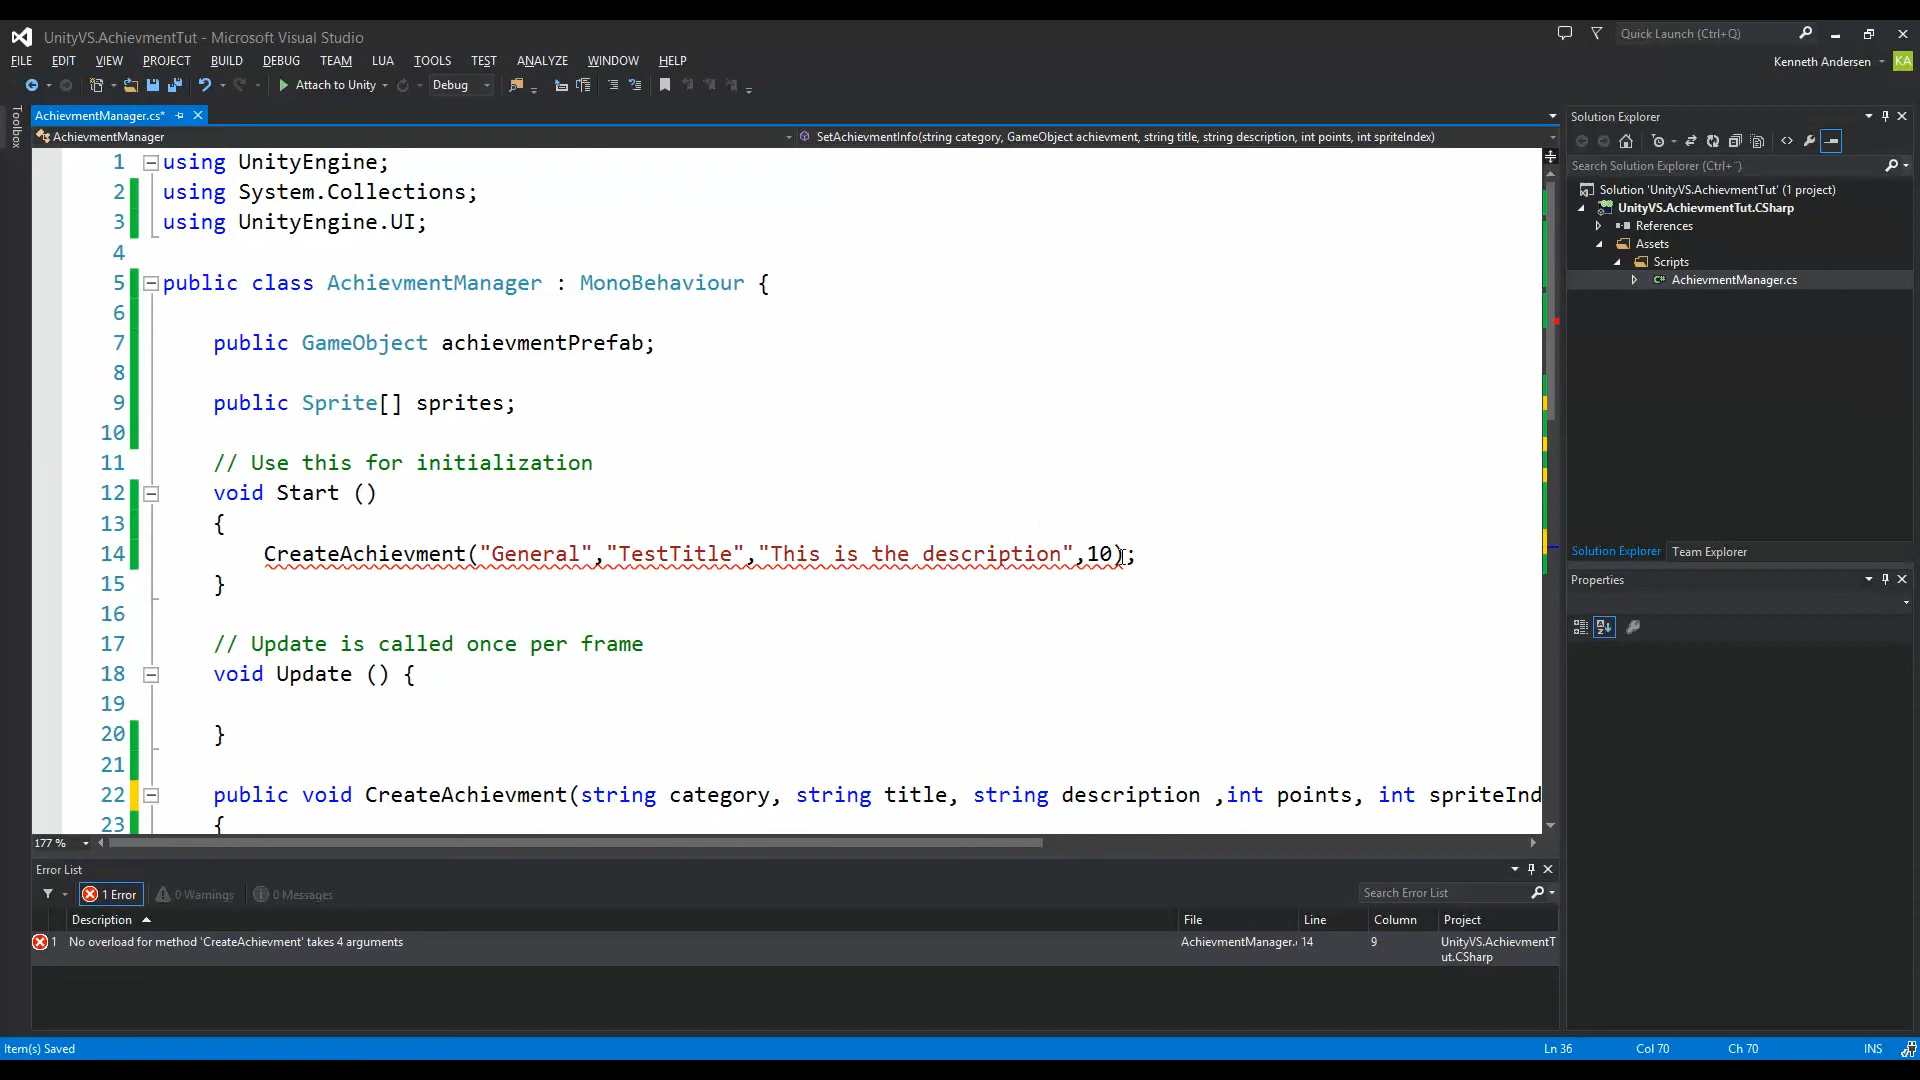 UnityVS.AchievmentTut - Microsoft Visual Studio
Quick Launch (Ctrl+Q)
FILE EDIT VIEW PROJECT BUILD DEBUG TEAM LUA TOOLS TEST ANALYZE WINDOW HELP
Kenneth Andersen KA
Attach to Unity Debug
Toolbox
AchievmentManager.cs*
AchievmentManager
SetAchievmentInfo(string category, GameObject achievment, string title, string description, int points, int spriteIndex)
1 using UnityEngine;
2 using System.Collections;
3 using UnityEngine.UI;
4
5 public class AchievmentManager : MonoBehaviour {
6
7 public GameObject achievmentPrefab;
8
9 public Sprite[] sprites;
10
11 // Use this for initialization
12 void Start ()
13 {
14 CreateAchievment("General","TestTitle","This is the description",10);
15 }
16
17 // Update is called once per frame
18 void Update () {
19
20 }
21
22 public void CreateAchievment(string category, string title, string description ,int points, int spriteInd
23 {
177 %
Solution Explorer
Search Solution Explorer (Ctrl+¨)
Solution 'UnityVS.AchievmentTut' (1 project)
UnityVS.AchievmentTut.CSharp
References
Assets
Scripts
AchievmentManager.cs
Solution Explorer Team Explorer
Properties
Error List
1 Error 0 Warnings 0 Messages
Search Error List
Description File Line Column Project
1 No overload for method 'CreateAchievment' takes 4 arguments AchievmentManager.c 14 9 UnityVS.AchievmentT
ut.CSharp
Item(s) Saved
Ln 36 Col 70 Ch 70 INS